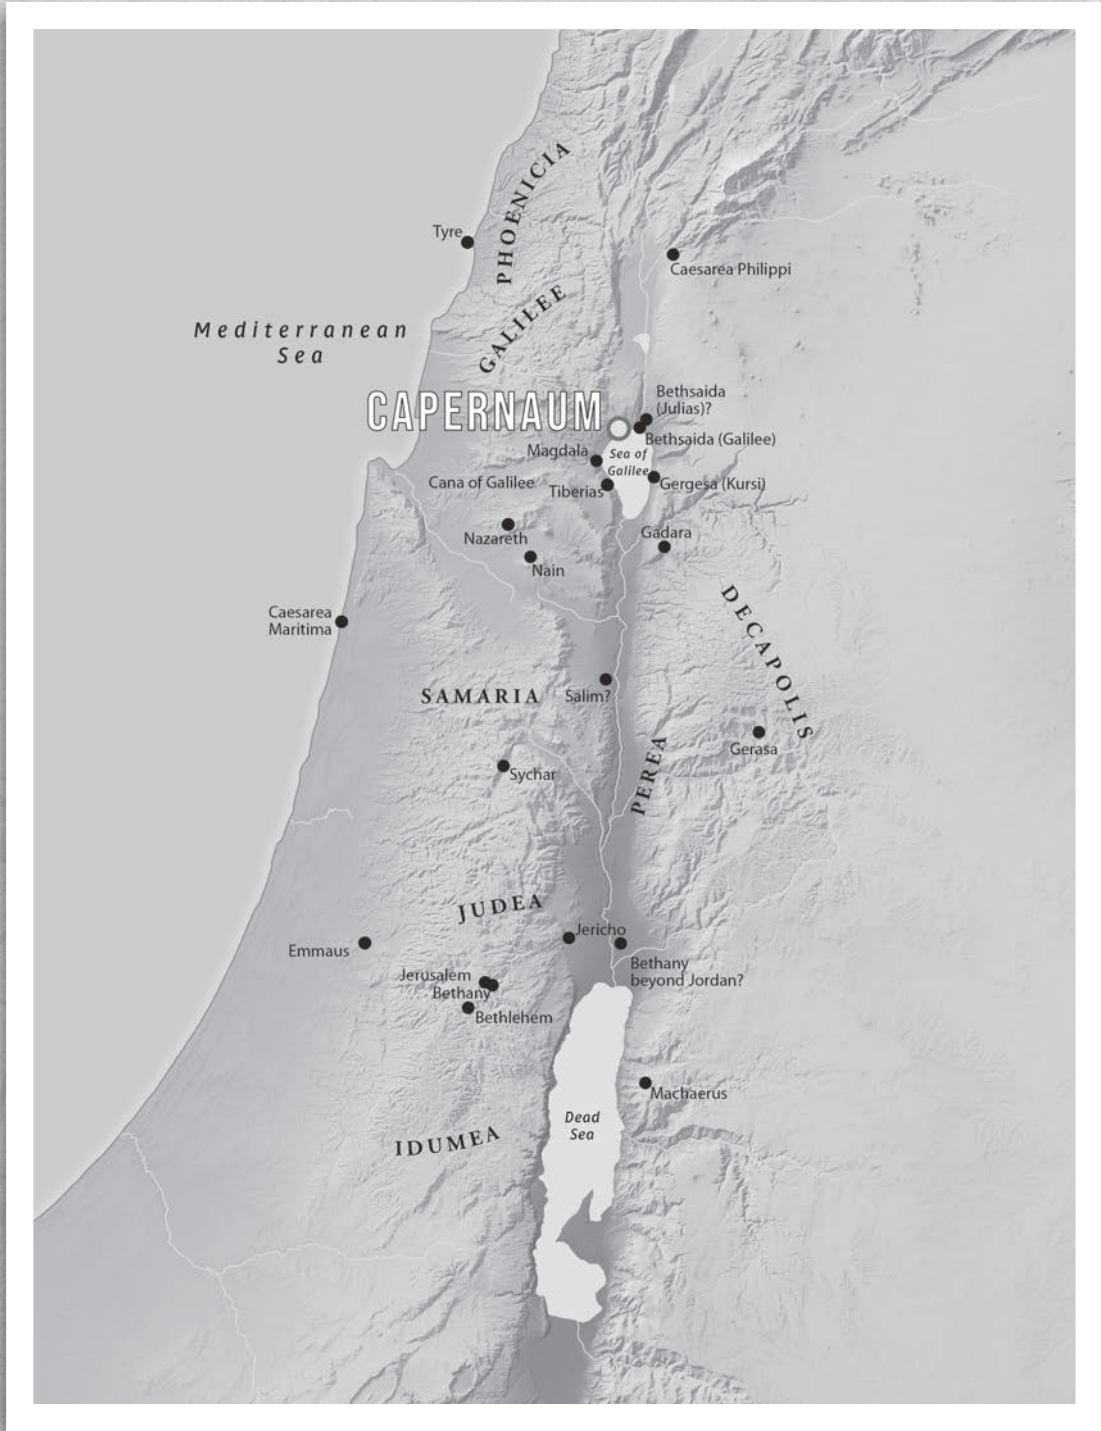 PHOENICIA
Tyre
Caesarea Philippi
GALILEE
Mediterranean
Sea
CAPERNAUM
Bethsaida
(Julias)?
Bethsaida (Galilee)
Magdala
Sea of
Galilee
Cana of Galilee
Tiberias
Gergesa (Kursi)
Nazareth
Gadara
Nain
DECAPOLIS
Caesarea
Maritima
SAMARIA
Salim?
Gerasa
PEREA
Sychar
JUDEA
Jericho
Emmaus
Bethany
beyond Jordan?
Jerusalem
Bethany
Bethlehem
Machaerus
Dead
Sea
IDUMEA